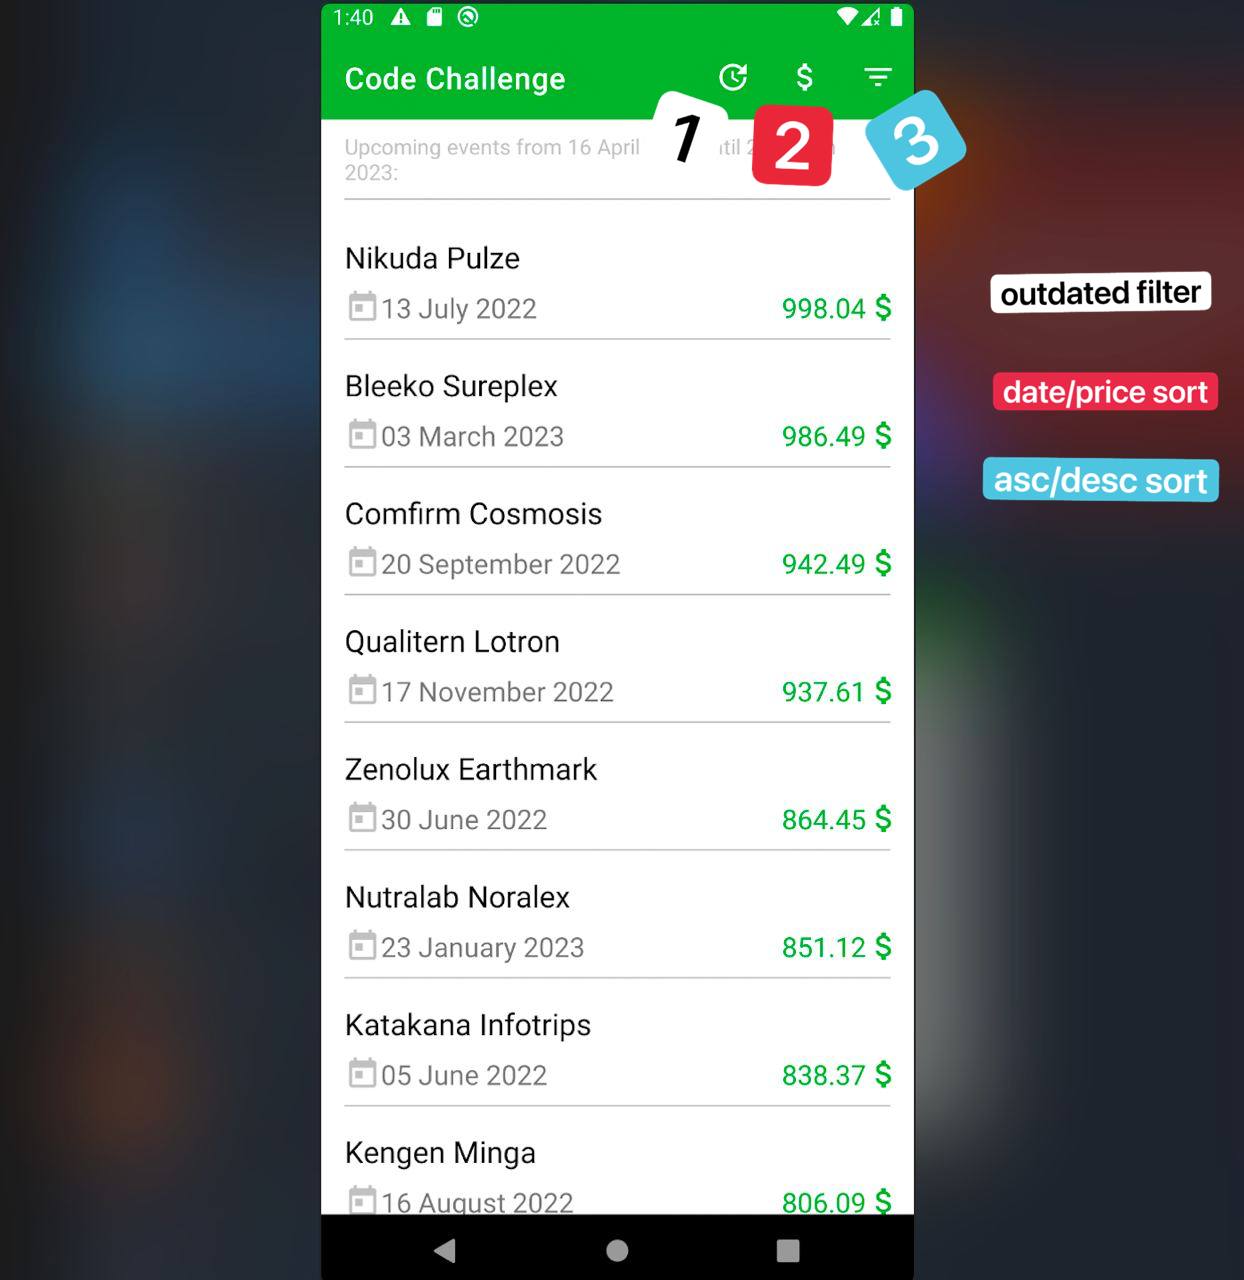 1:40
Code Challenge
1
2
3
Upcoming events from 16 April
2023:
Nikuda Pulze
13 July 2022
998.04 $
outdated filter
Bleeko Sureplex
03 March 2023
986.49 $
date/price sort
asc/desc sort
Comfirm Cosmosis
20 September 2022
942.49 $
Qualitern Lotron
17 November 2022
937.61 $
Zenolux Earthmark
30 June 2022
864.45 $
Nutralab Noralex
23 January 2023
851.12 $
Katakana Infotrips
05 June 2022
838.37 $
Kengen Minga
16 August 2022
806.09 $